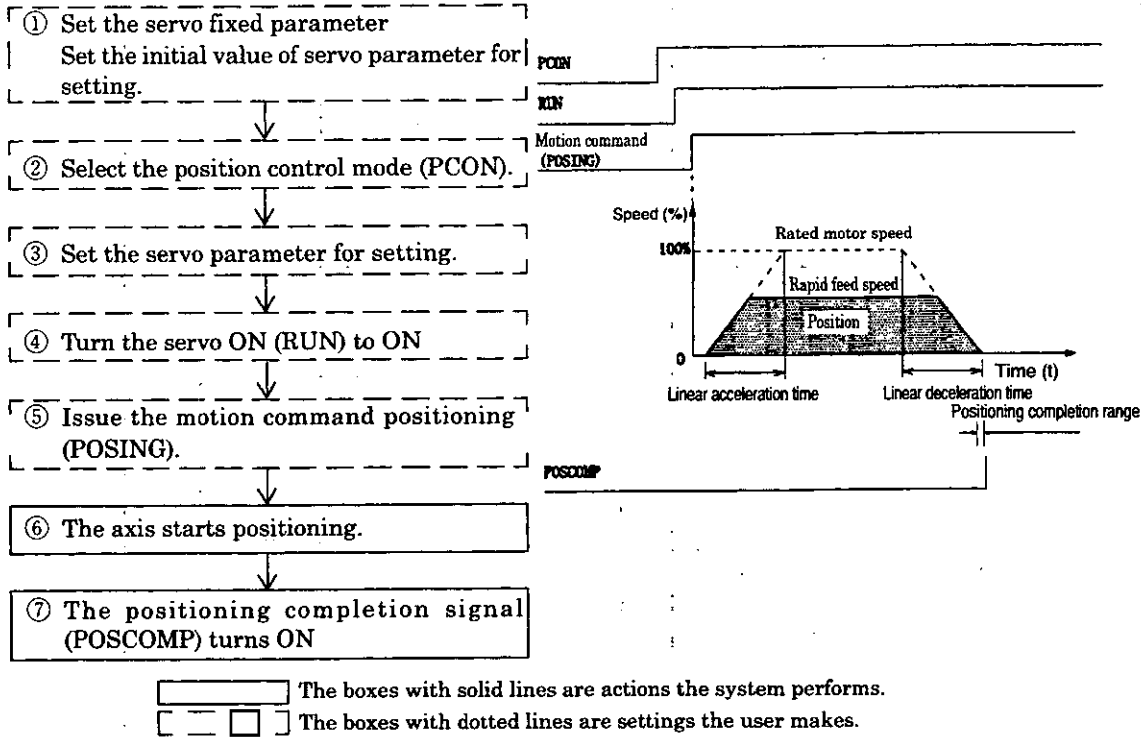 ① Set the servo fixed parameter
Set the initial value of servo parameter for
setting.
② Select the position control mode (PCON).
③ Set the servo parameter for setting.
④ Turn the servo ON (RUN) to ON
⑤ Issue the motion command positioning
(POSING).
⑥ The axis starts positioning.
⑦ The positioning completion signal
(POSCOMP) turns ON
PCON
RUN
Motion command
(POSING)
Speed (%)
Rated motor speed
100%
Rapid feed speed
Position
0
Time (t)
Linear acceleration time
Linear deceleration time
Positioning completion range
POSCOMP
The boxes with solid lines are actions the system performs.
The boxes with dotted lines are settings the user makes.